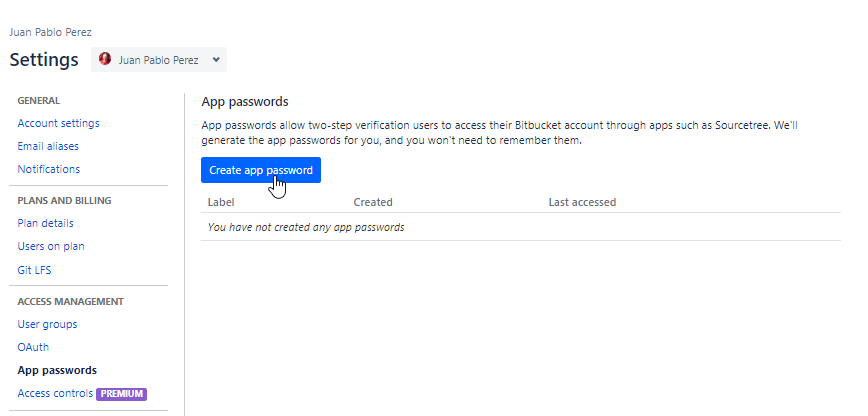 Juan Pablo Perez
Settings
Juan Pablo Perez
GENERAL
Account settings
Email aliases
Notifications
PLANS AND BILLING
Plan details
Users on plan
Git LFS
ACCESS MANAGEMENT
User groups
OAuth
App passwords
Access controls PREMIUM
App passwords
App passwords allow two-step verification users to access their Bitbucket account through apps such as Sourcetree. We'll
generate the app passwords for you, and you won't need to remember them.
Create app password
Label Created Last accessed
You have not created any app passwords